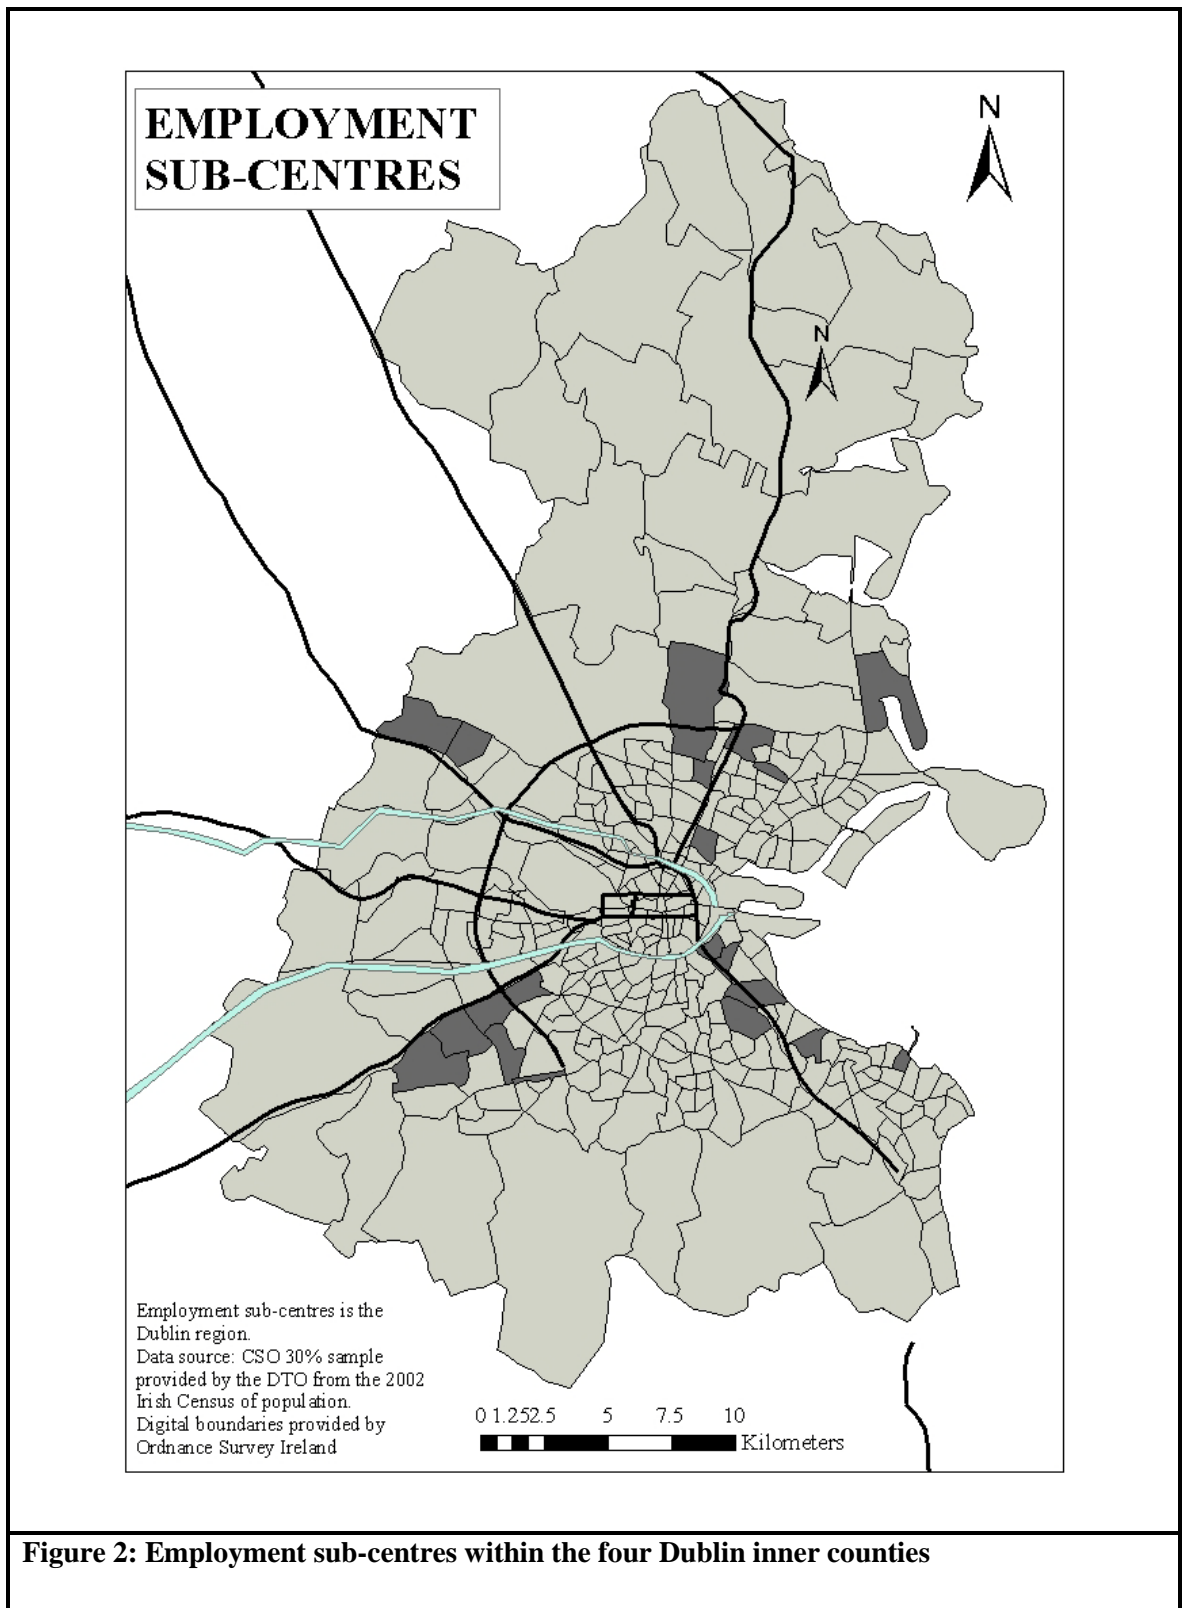 EMPLOYMENT
SUB-CENTRES
N
N
Employment sub-centres is the
Dublin region.
Data source: CSO 30% sample
provided by the DTO from the 2002
Irish Census of population.
Digital boundaries provided by
Ordnance Survey Ireland
0 1.252.5 5 7.5 10
Kilometers
Figure 2: Employment sub-centres within the four Dublin inner counties